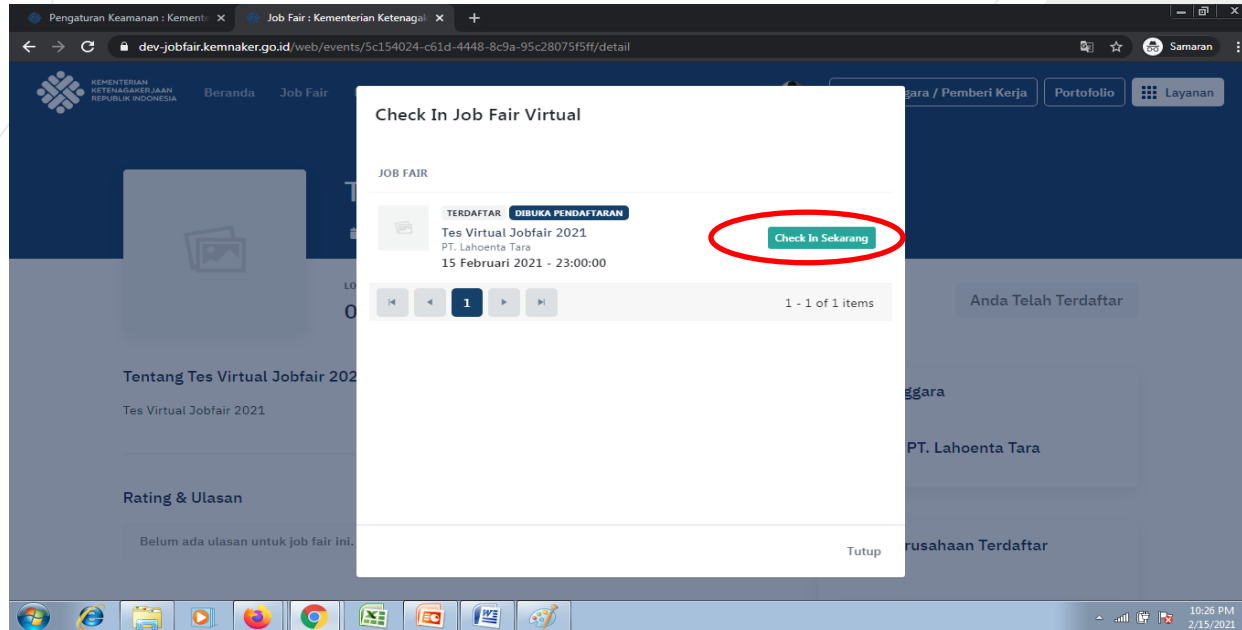 Pengaturan Keamanan : Kemente
Job Fair : Kementerian Ketenagak
dev-jobfair.kemnaker.go.id/web/events/5c154024-c61d-4448-8c9a-95c28075f5ff/detail
Samaran
KEMENTERIAN
KETENAGAKERJAAN
REPUBLIK INDONESIA
Beranda Job Fair
gara / Pemberi Kerja Portofolio Layanan
Check In Job Fair Virtual
JOB FAIR
TERDAFTAR DIBUKA PENDAFTARAN
Tes Virtual Jobfair 2021
PT. Lahoenta Tara
15 Februari 2021 - 23:00:00
Check In Sekarang
1
1 - 1 of 1 items
T
LO
0
Anda Telah Terdaftar
Tentang Tes Virtual Jobfair 202
Tes Virtual Jobfair 2021
ggara
PT. Lahoenta Tara
Rating & Ulasan
Belum ada ulasan untuk job fair ini.
rusahaan Terdaftar
Tutup
10:26 PM
2/15/2021